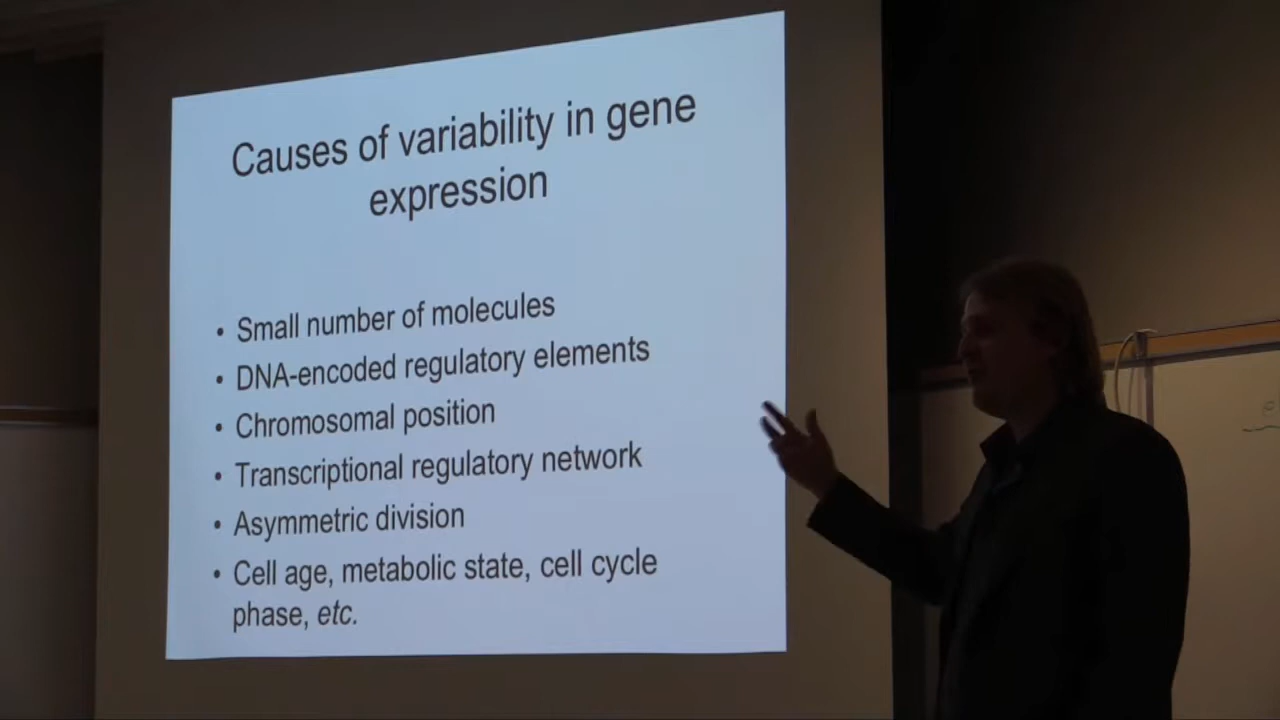 Causes of variability in gene
expression
• Small number of molecules
• DNA-encoded regulatory elements
• Chromosomal position
• Transcriptional regulatory network
• Asymmetric division
• Cell age, metabolic state, cell cycle
phase, etc.